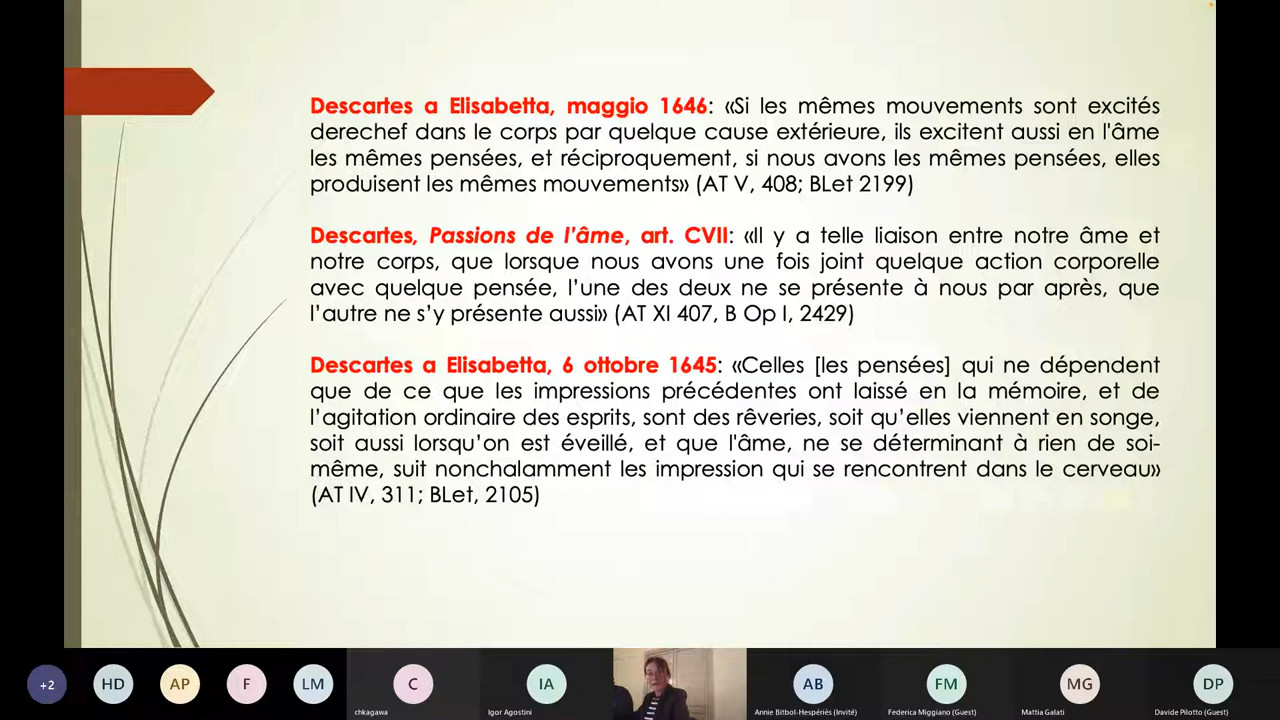 Descartes a Elisabetta, maggio 1646: «Si les mêmes mouvements sont excités
derechef dans le corps par quelque cause extérieure, ils excitent aussi en l'âme
les mêmes pensées, et réciproquement, si nous avons les mêmes pensées, elles
produisent les mêmes mouvements» (AT V, 408; BLet 2199)
Descartes, Passions de l'âme, art. CVII: «Il y a telle liaison entre notre âme et
notre corps, que lorsque nous avons une fois joint quelque action corporelle
avec quelque pensée, l’une des deux ne se présente à nous par après, que
l’autre ne s’y présente aussi» (AT XI 407, B Op I, 2429)
Descartes a Elisabetta, 6 ottobre 1645: «Celles [les pensées] qui ne dépendent
que de ce que les impressions précédentes ont laissé en la mémoire, et de
l’agitation ordinaire des esprits, sont des rêveries, soit qu’elles viennent en songe,
soit aussi lorsqu’on est éveillé, et que l'âme, ne se déterminant à rien de soi-
même, suit nonchalamment les impression qui se rencontrent dans le cerveau»
(AT IV, 311; BLet, 2105)
+2 HD AP F LM C IA AB FM MG DP
chkagawa Igor Agostini Annie Bitbol-Hespériès (Invité) Federica Miggiano (Guest) Mattia Galati Davide Pilotto (Guest)